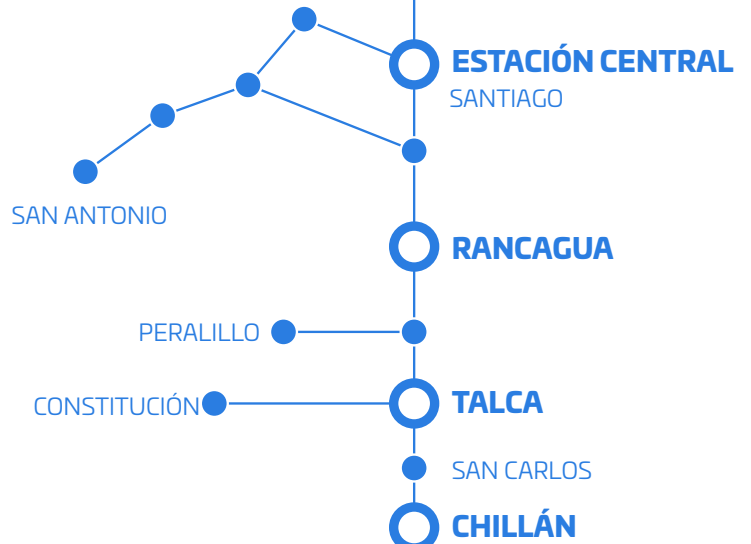 ESTACIÓN CENTRAL
SANTIAGO
SAN ANTONIO
RANCAGUA
PERALILLO
CONSTITUCIÓN
TALCA
SAN CARLOS
CHILLÁN